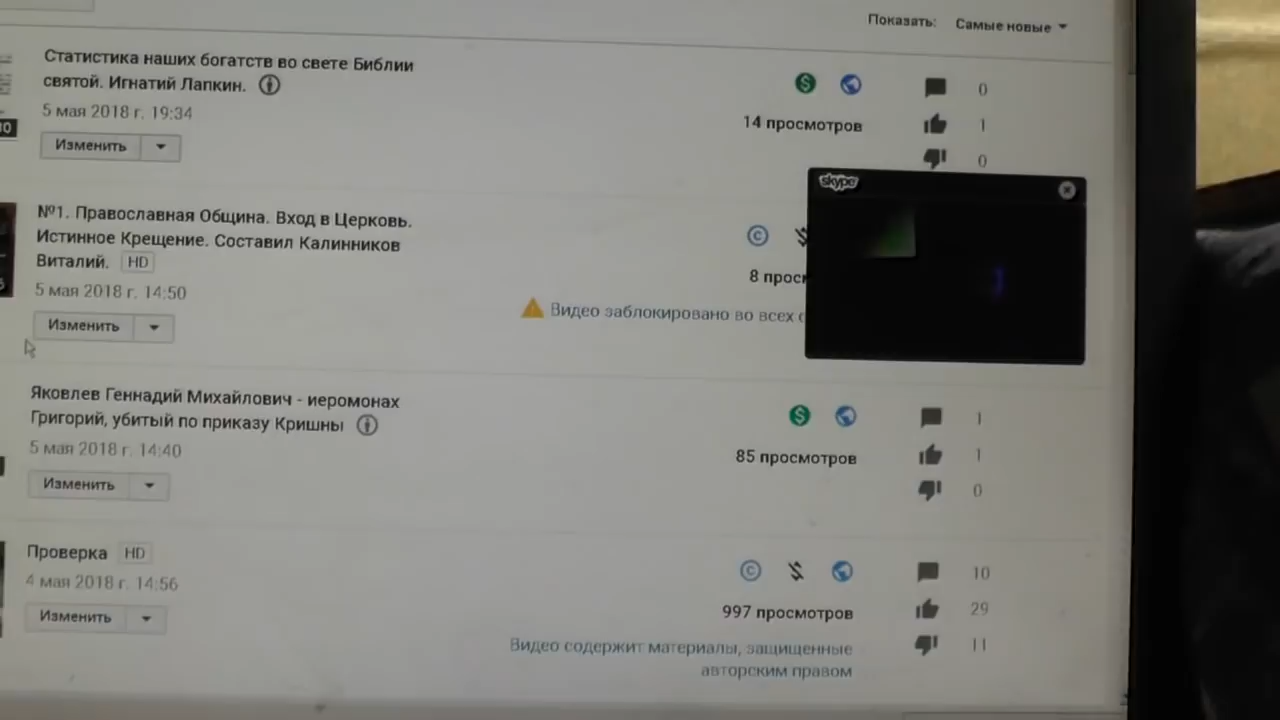 Показать: Самые новые
Статистика наших богатств во свете Библии
святой. Игнатий Лапкин.
5 мая 2018 г. 19:34
Изменить
14 просмотров
0
1
0
skype
№1. Православная Община. Вход в Церковь.
Истинное Крещение. Составил Калинников
Виталий. HD
5 мая 2018 г. 14:50
Изменить
8
Видео заблокировано во всех
Яковлев Геннадий Михайлович - иеромонах
Григорий, убитый по приказу Кришны
5 мая 2018 г. 14:40
Изменить
85 просмотров
1
1
0
Проверка HD
4 мая 2018 г. 14:56
Изменить
997 просмотров
10
29
11
Видео содержит материалы, защищенные
авторским правом